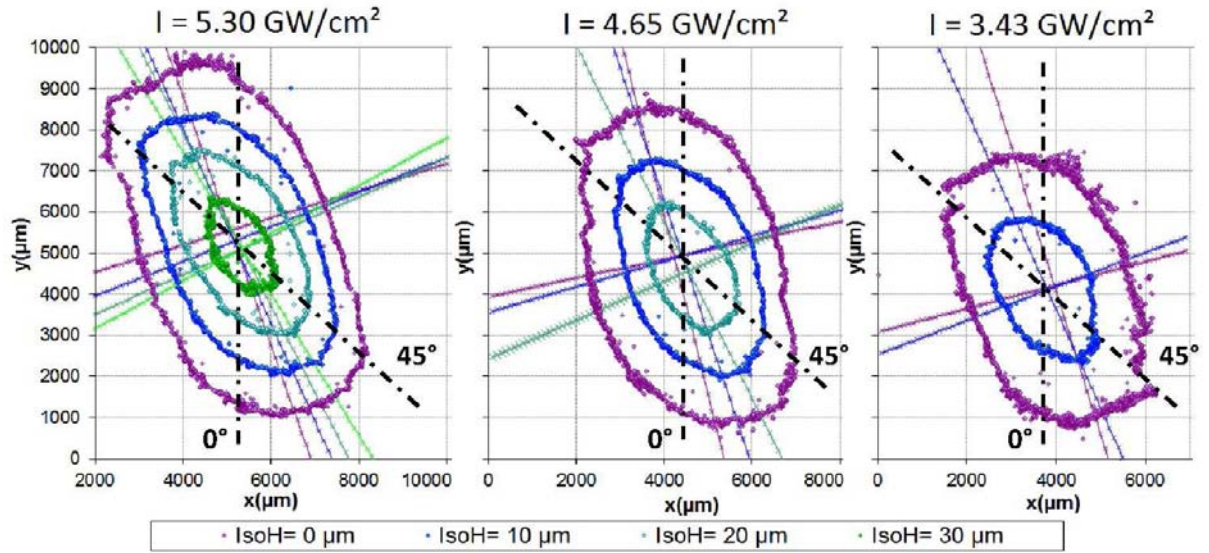 I = 5.30 GW/cm² I = 4.65 GW/cm² I = 3.43 GW/cm²
10000
9000
8000
7000
6000
5000
4000
3000
2000
1000
0
y(µm)
45°
0°
2000 4000 6000 8000 10000
x(µm)
y(µm)
45°
0°
0 2000 4000 6000 8000
x(µm)
y(µm)
45°
0°
0 2000 4000 6000
x(µm)
IsoH= 0 µm IsoH= 10 µm IsoH= 20 µm IsoH= 30 µm